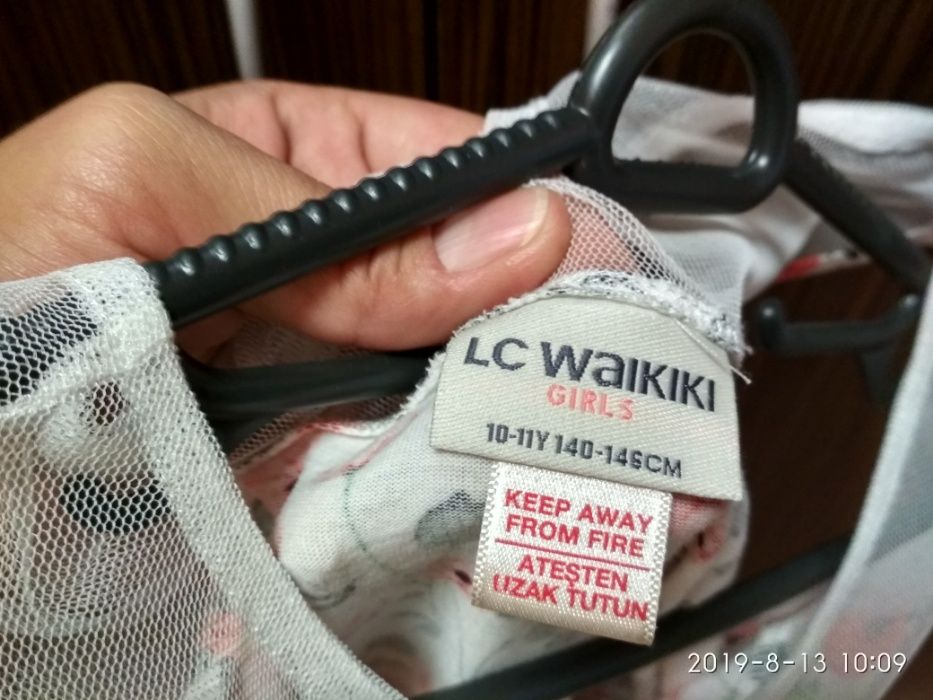 LC WaIKIKI
GIRLS
10-11Y 140-146CM
KEEP AWAY
FROM FIRE
ATEŞTEN
UZAK TUTUN
2019-8-13 10:09